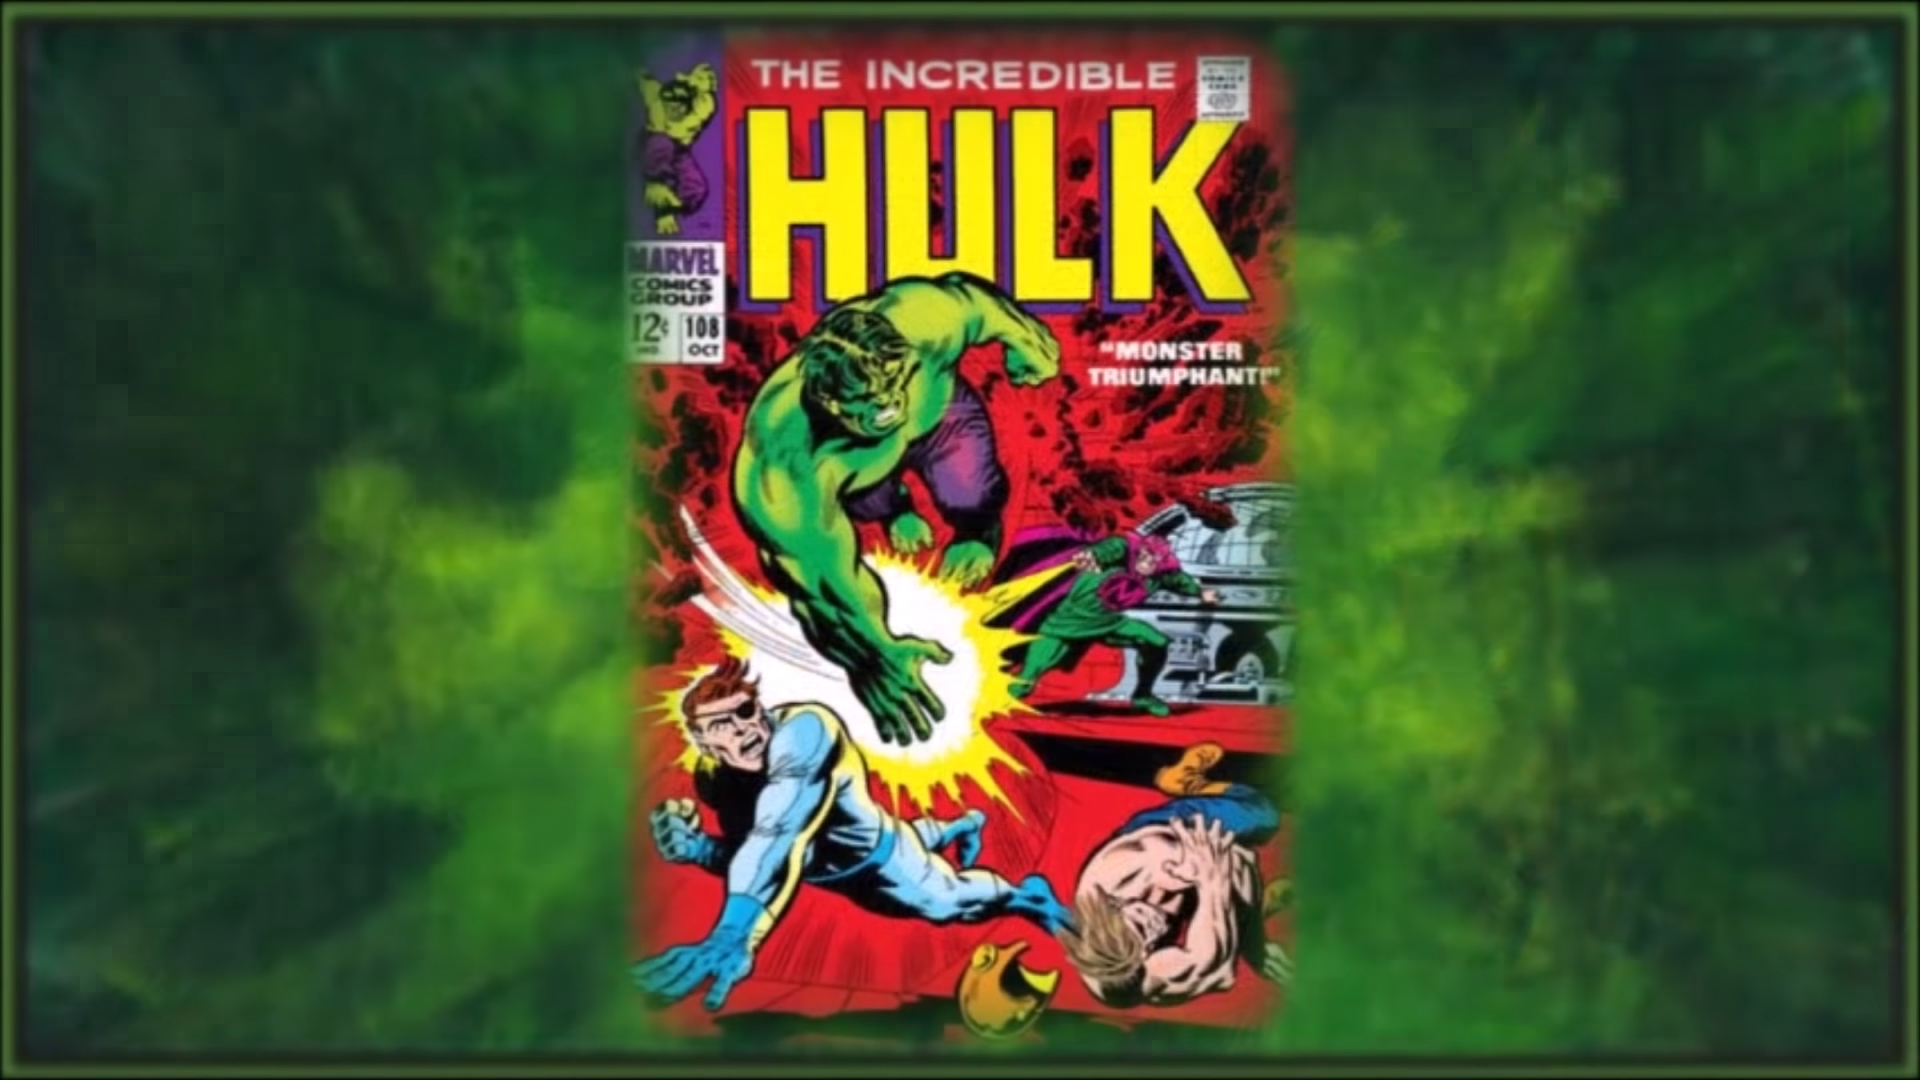 THE INCREDIBLE
HULK
MARVEL
COMICS
GROUP
12¢
108
OCT
"MONSTER
TRIUMPHANT!"
M